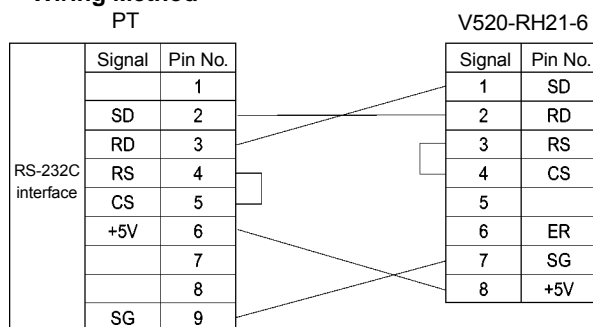 PT
V520-RH21-6
Signal Pin No. Signal Pin No.
1 1 SD
SD 2 2 RD
RD 3 3 RS
RS-232C
interface
RS 4 4 CS
CS 5 5
+5V 6 6 ER
7 7 SG
8 8 +5V
SG 9